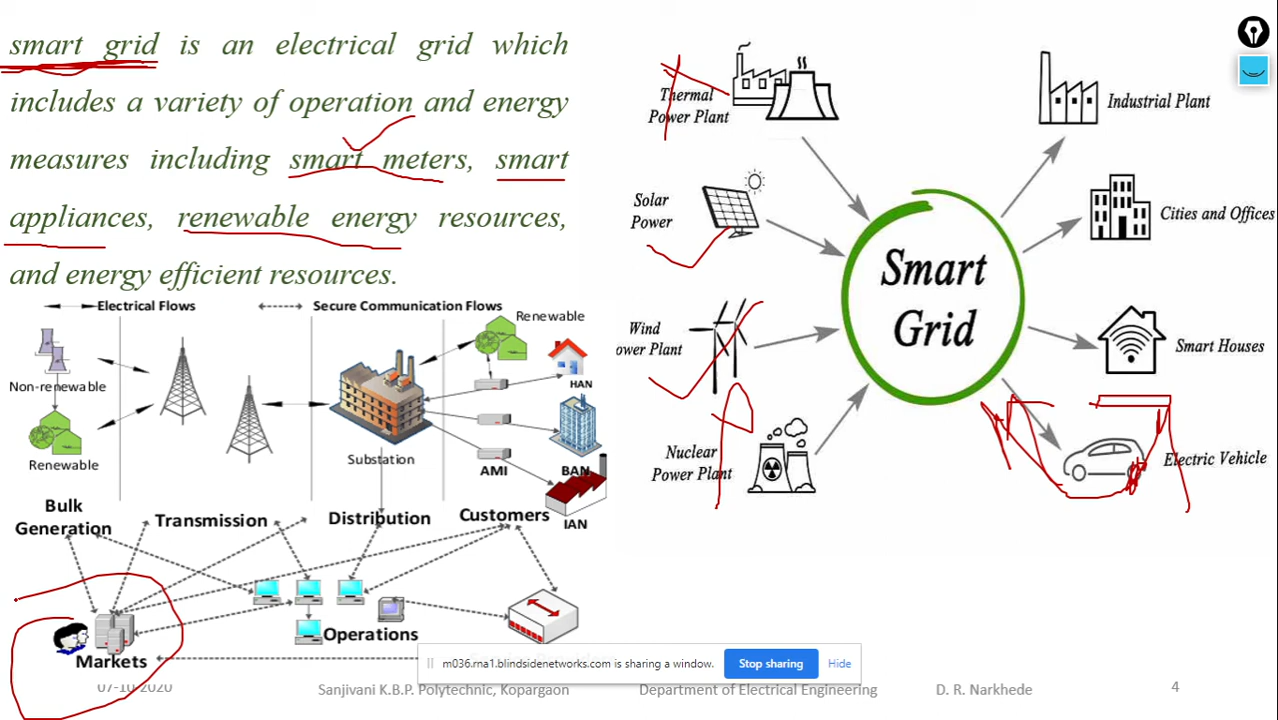 smart grid is an electrical grid which
includes a variety of operation and energy
measures including smart meters, smart
appliances, renewable energy resources,
and energy efficient resources.
Electrical Flows
Secure Communication Flows
Non-renewable
Renewable
Substation
Renewable
HAN
BAN
IAN
AMI
Bulk
Generation
Transmission
Distribution
Customers
Operations
Markets
Thermal
Power Plant
Solar
Power
Wind
ower Plant
Nuclear
Power Plant
Smart
Grid
Industrial Plant
Cities and Offices
Smart Houses
Electric Vehicle
m036.rna1.blindsidenetworks.com is sharing a window.
Stop sharing
Hide
07-10-2020
Sanjivani K.B.P. Polytechnic, Kopargaon
Department of Electrical Engineering
D. R. Narkhede
4